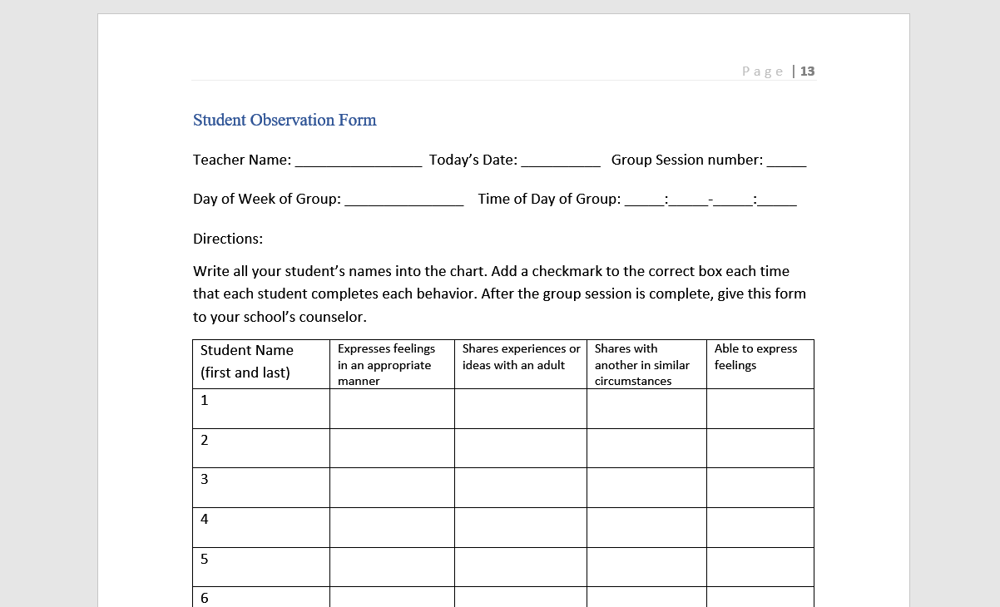 Page | 13
Student Observation Form
Teacher Name: ________________ Today’s Date: __________ Group Session number: _____
Day of Week of Group: _______________ Time of Day of Group: _____:_____-_____:_____
Directions:
Write all your student’s names into the chart. Add a checkmark to the correct box each time
that each student completes each behavior. After the group session is complete, give this form
to your school’s counselor.
Student Name
(first and last)
Expresses feelings
in an appropriate
manner
Shares experiences or
ideas with an adult
Shares with
another in similar
circumstances
Able to express
feelings
1
2
3
4
5
6